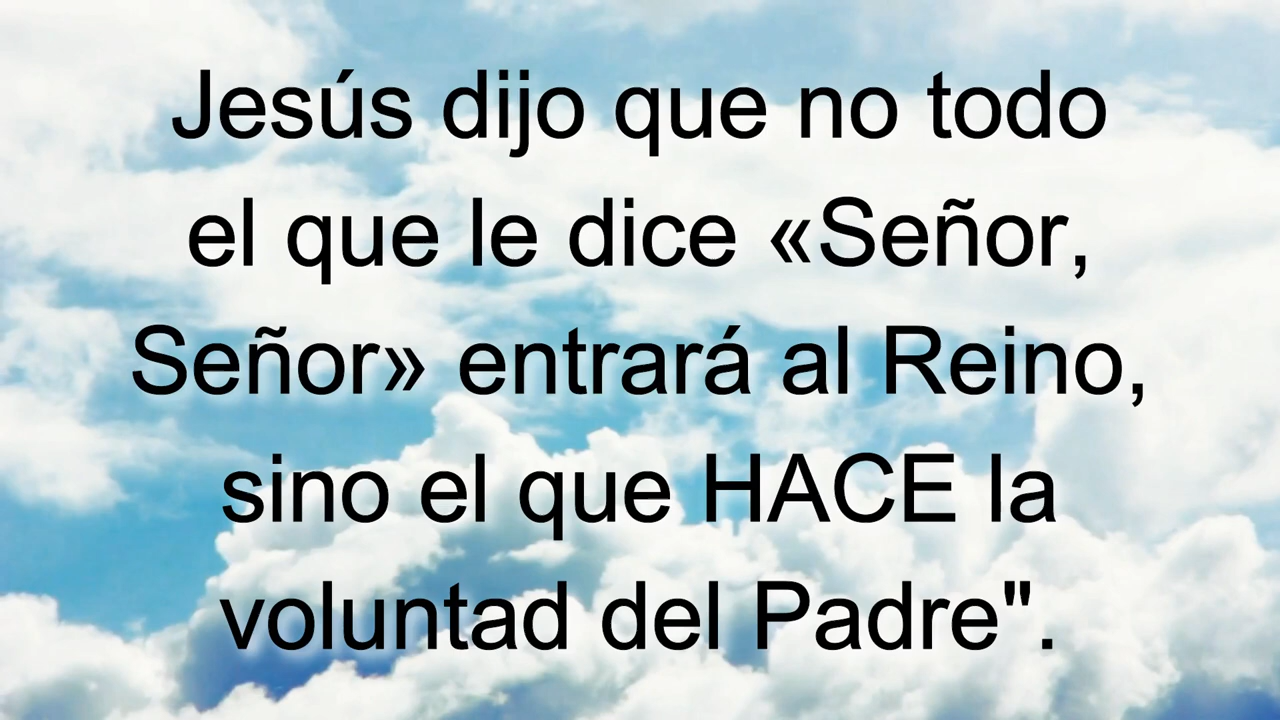 Jesús dijo que no todo
el que le dice «Señor,
Señor» entrará al Reino,
sino el que HACE la
voluntad del Padre".